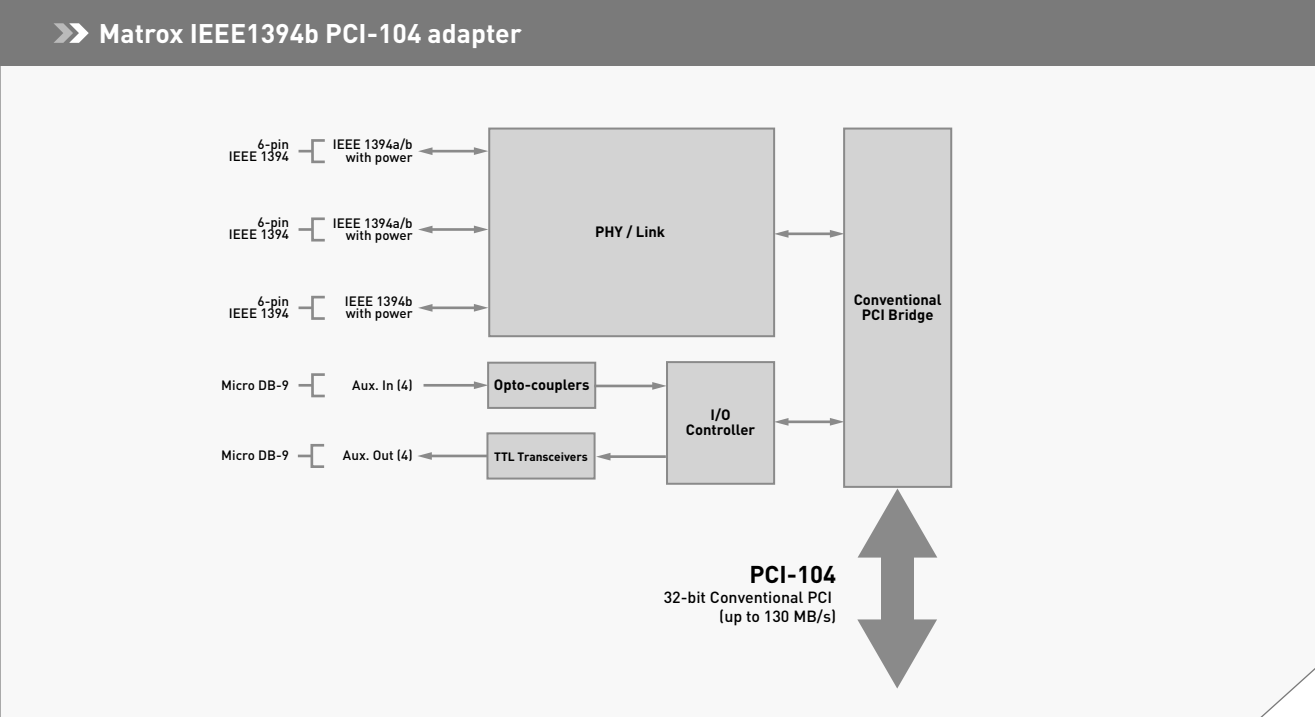 Matrox IEEE1394b PCI-104 adapter
6-pin
IEEE 1394
IEEE 1394a/b
with power
6-pin
IEEE 1394
IEEE 1394a/b
with power
6-pin
IEEE 1394
IEEE 1394b
with power
PHY / Link
Conventional
PCI Bridge
Micro DB-9
Aux. In (4)
Opto-couplers
I/O
Controller
Micro DB-9
Aux. Out (4)
TTL Transceivers
PCI-104
32-bit Conventional PCI
(up to 130 MB/s)